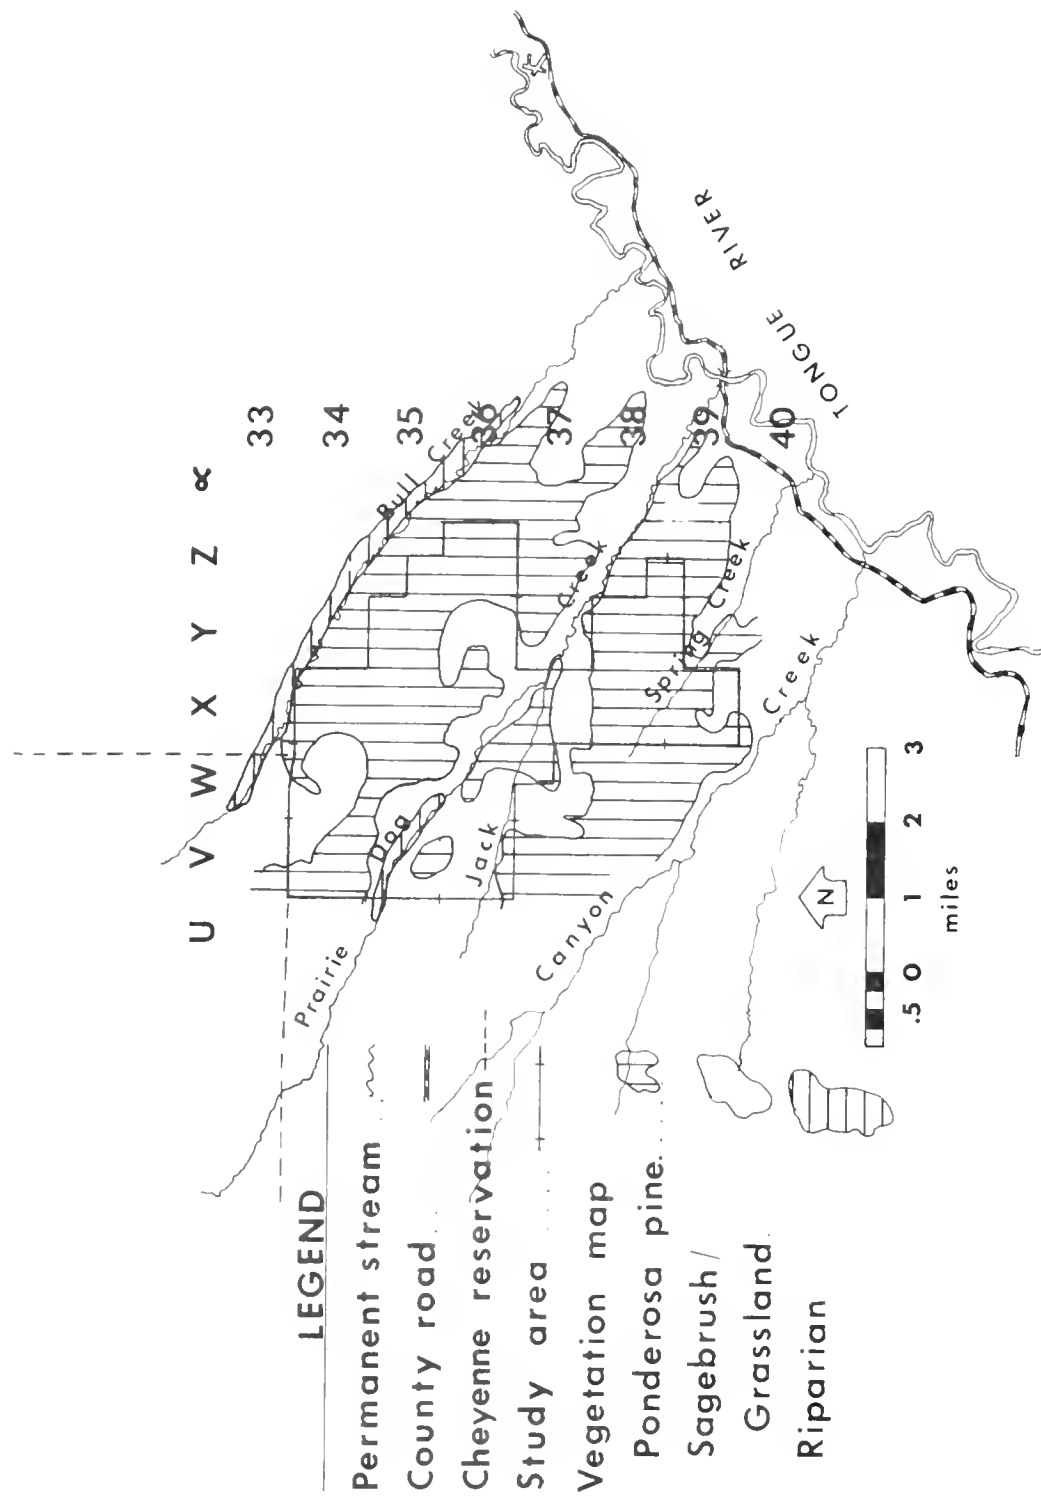 U V W X Y Z ∝
33
34
35
36
37
38
39
40
Bull Creek
Prairie Dog Creek
Jack
Spring Creek
Canyon Creek
TONGUE RIVER
N
.5 0 1 2 3
miles
LEGEND
Permanent stream
County road
Cheyenne reservation
Study area
Vegetation map
Ponderosa pine
Sagebrush/
Grassland
Riparian